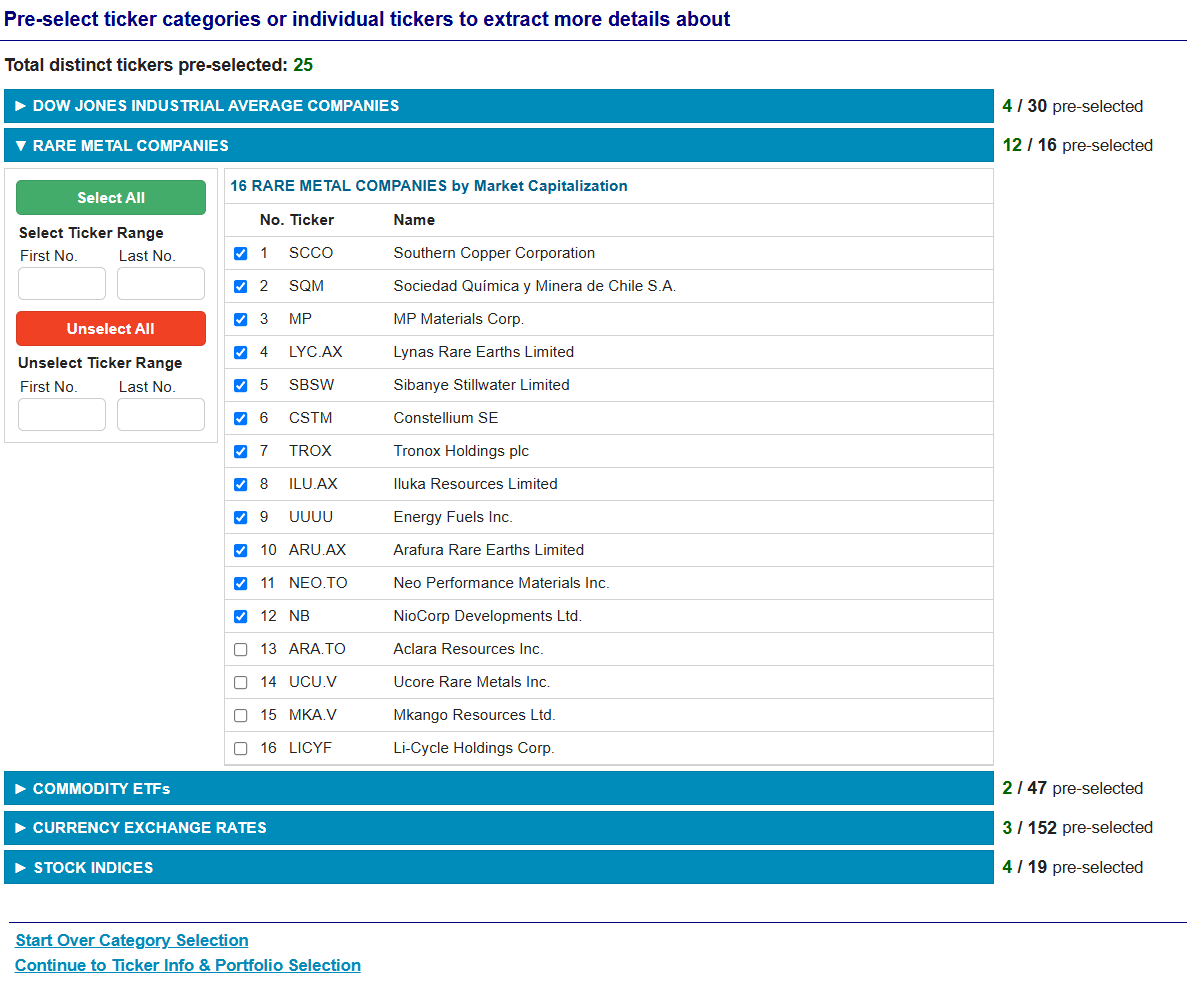 Pre-select ticker categories or individual tickers to extract more details about
Total distinct tickers pre-selected: 25
► DOW JONES INDUSTRIAL AVERAGE COMPANIES 4 / 30 pre-selected
▼ RARE METAL COMPANIES 12 / 16 pre-selected
Select All
Select Ticker Range
First No. Last No.
Unselect All
Unselect Ticker Range
First No. Last No.
16 RARE METAL COMPANIES by Market Capitalization
No. Ticker Name
1 SCCO Southern Copper Corporation
2 SQM Sociedad Química y Minera de Chile S.A.
3 MP MP Materials Corp.
4 LYC.AX Lynas Rare Earths Limited
5 SBSW Sibanye Stillwater Limited
6 CSTM Constellium SE
7 TROX Tronox Holdings plc
8 ILU.AX Iluka Resources Limited
9 UUUU Energy Fuels Inc.
10 ARU.AX Arafura Rare Earths Limited
11 NEO.TO Neo Performance Materials Inc.
12 NB NioCorp Developments Ltd.
13 ARA.TO Aclara Resources Inc.
14 UCU.V Ucore Rare Metals Inc.
15 MKA.V Mkango Resources Ltd.
16 LICYF Li-Cycle Holdings Corp.
► COMMODITY ETFs 2 / 47 pre-selected
► CURRENCY EXCHANGE RATES 3 / 152 pre-selected
► STOCK INDICES 4 / 19 pre-selected
Start Over Category Selection
Continue to Ticker Info & Portfolio Selection